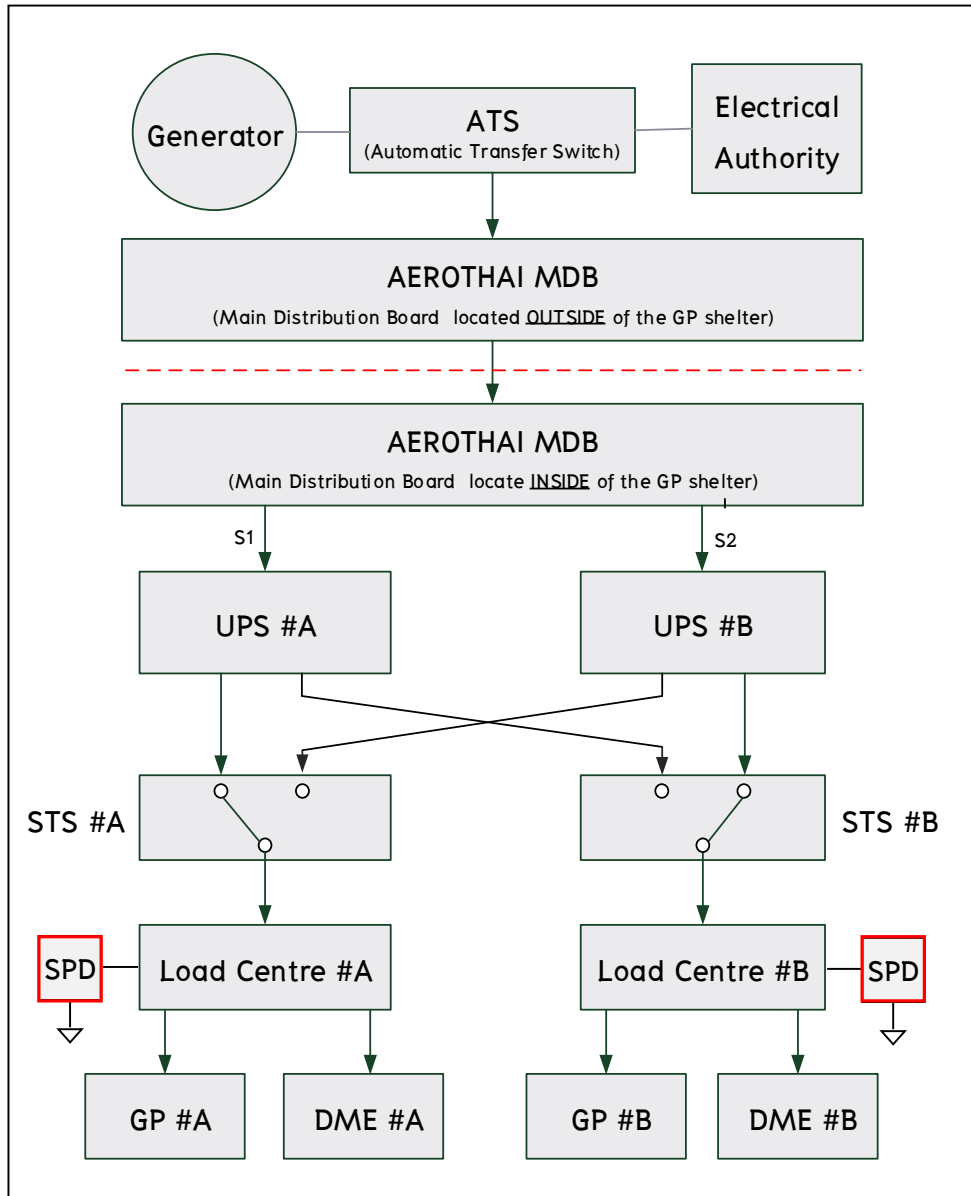 Generator
ATS
(Automatic Transfer Switch)
Electrical
Authority
AEROTHAI MDB
(Main Distribution Board located OUTSIDE of the GP shelter)
AEROTHAI MDB
(Main Distribution Board locate INSIDE of the GP shelter)
S1
S2
UPS #A
UPS #B
STS #A
STS #B
SPD
Load Centre #A
Load Centre #B
SPD
GP #A
DME #A
GP #B
DME #B